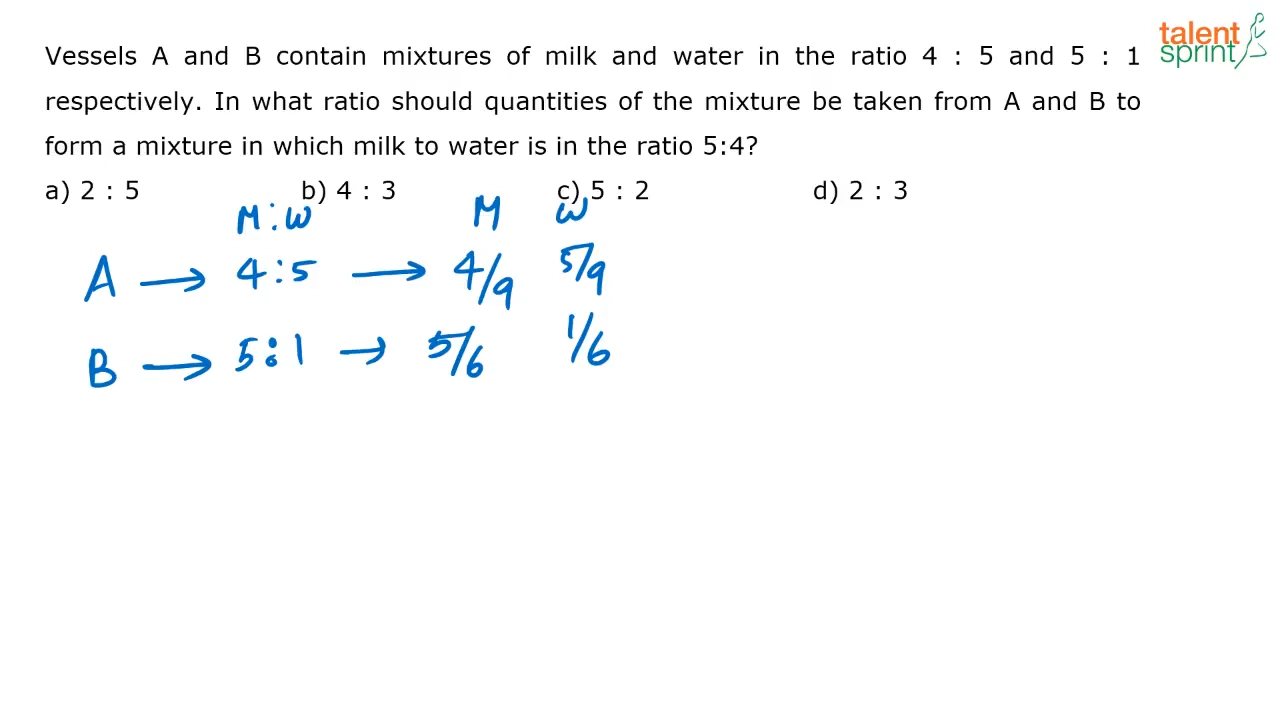 talent
sprint
Vessels A and B contain mixtures of milk and water in the ratio 4 : 5 and 5 : 1
respectively. In what ratio should quantities of the mixture be taken from A and B to
form a mixture in which milk to water is in the ratio 5:4?
a) 2 : 5 b) 4 : 3 c) 5 : 2 d) 2 : 3
M : W M W
A → 4 : 5 → 4/9 5/9
B → 5 : 1 → 5/6 1/6